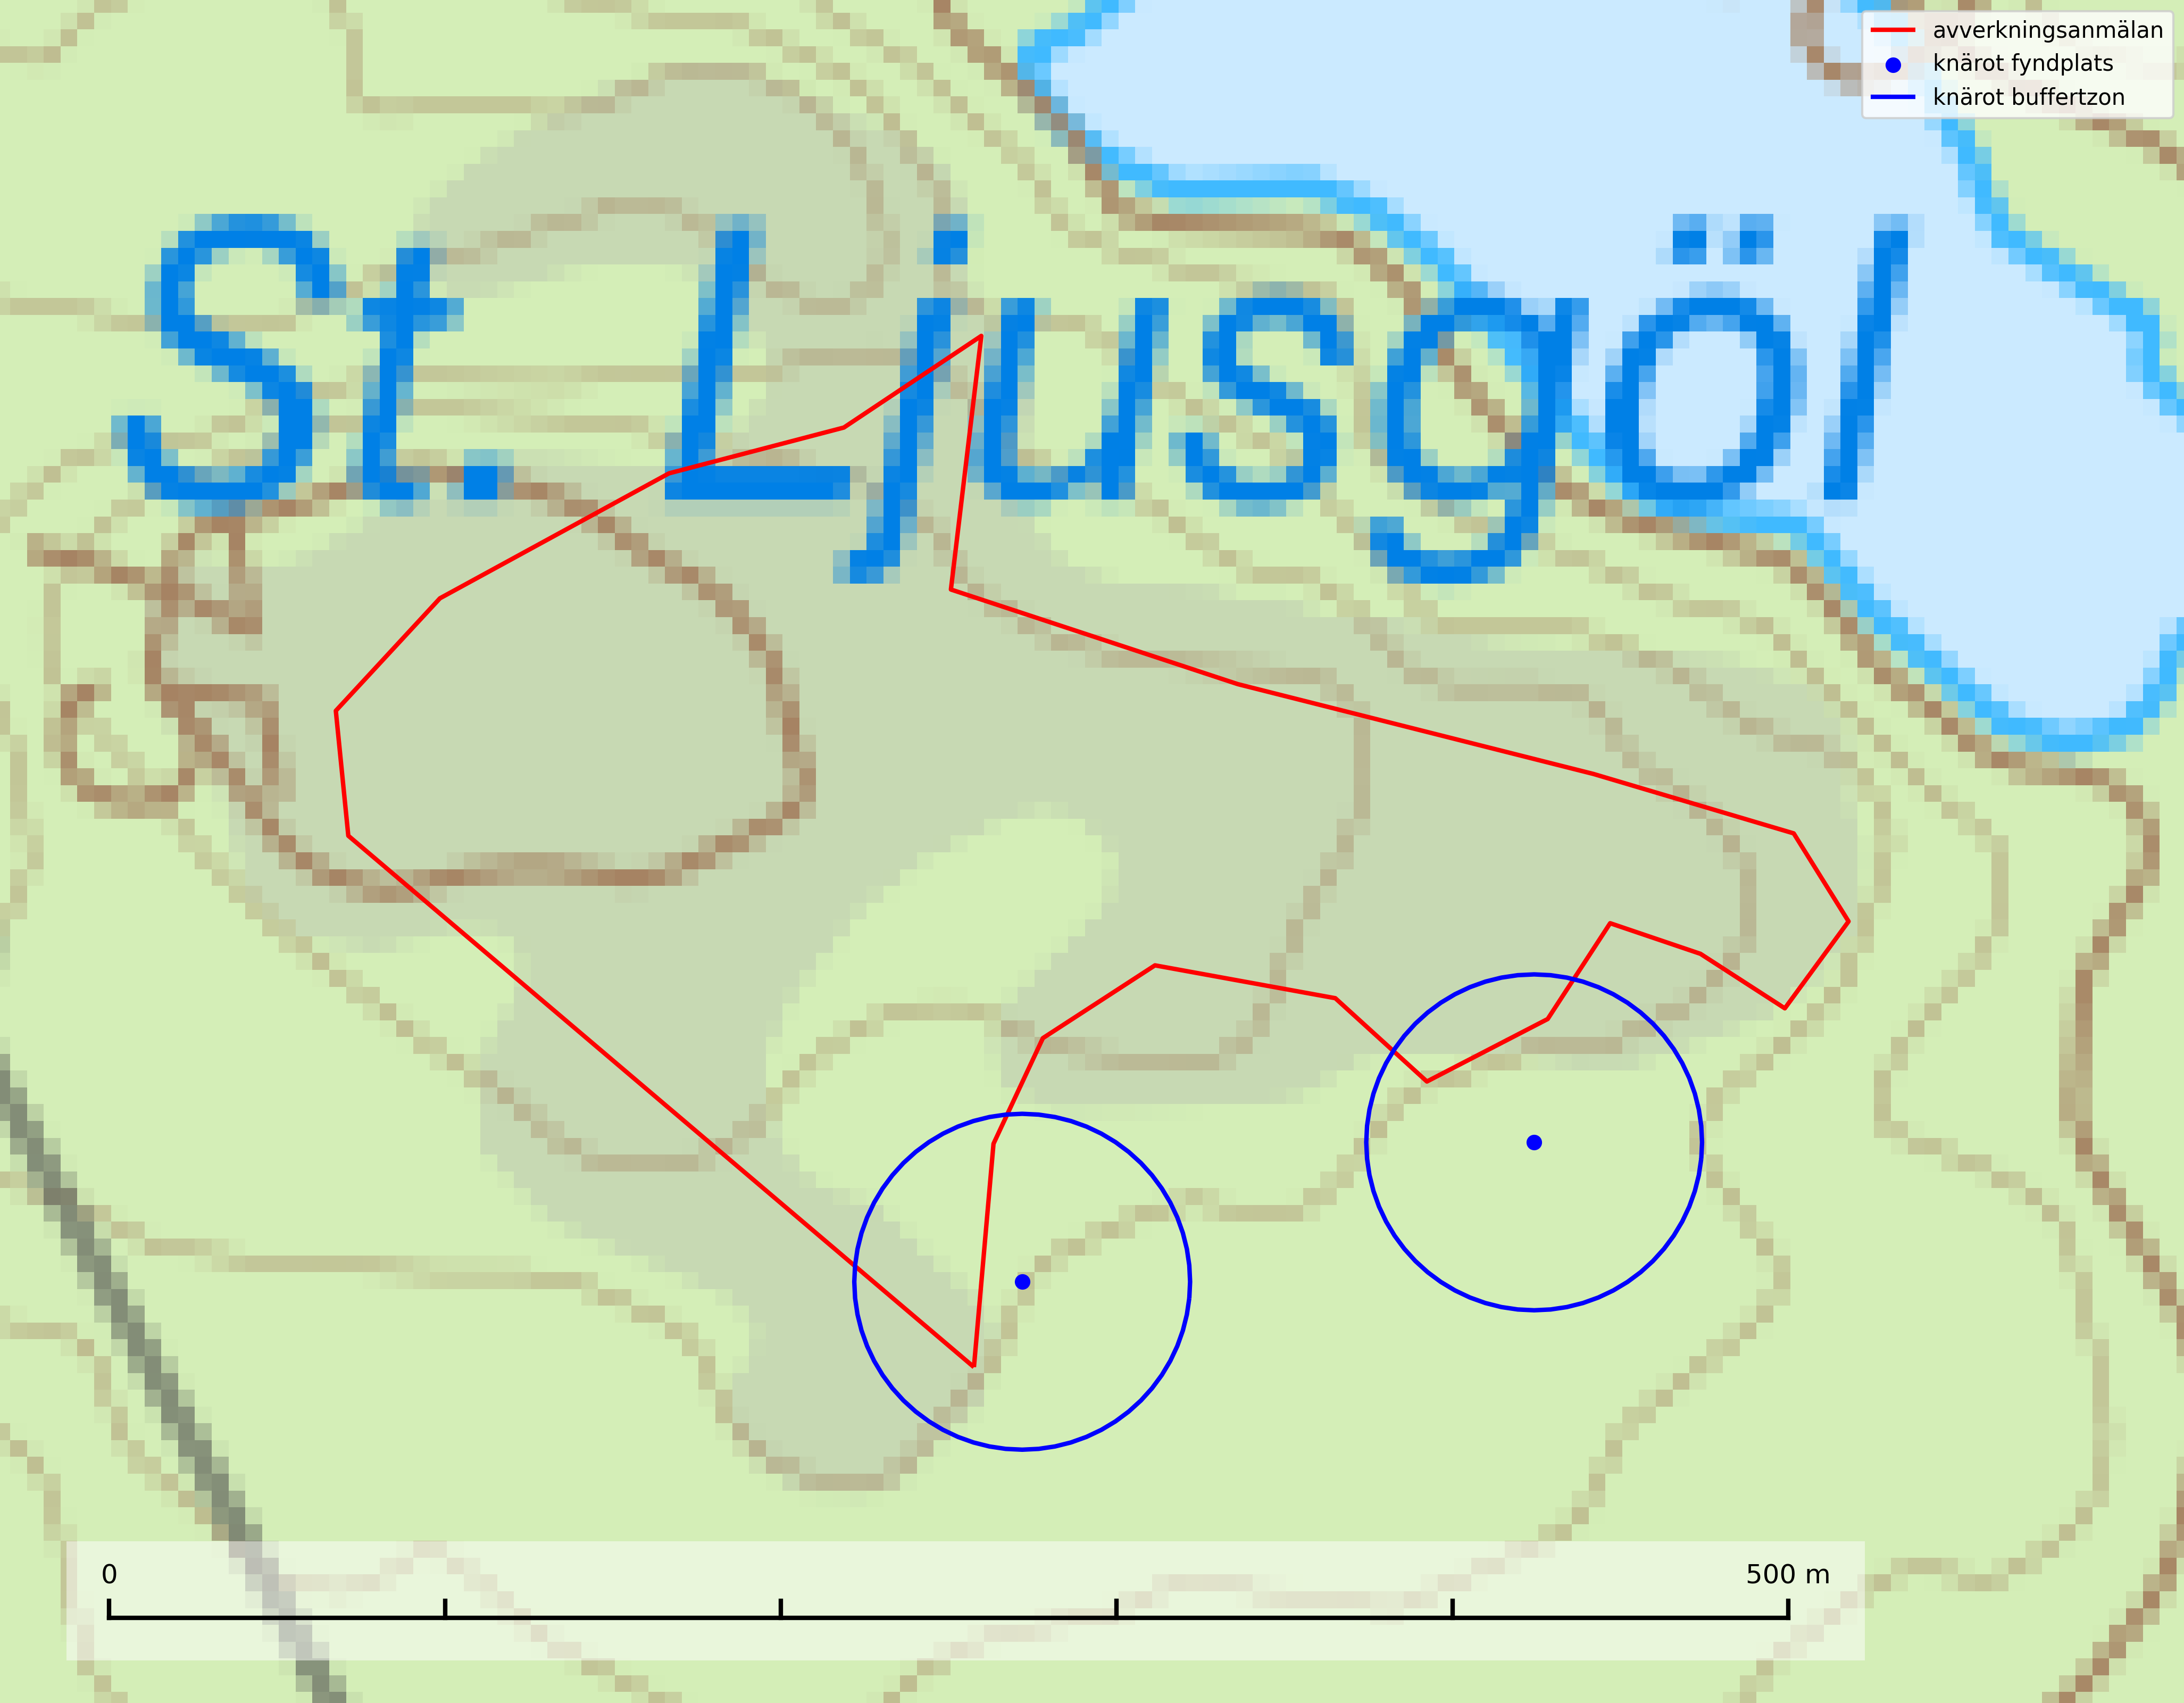 avverkningsanmälan
knärot fyndplats
knärot buffertzon
St. Ljusgöl
0 500 m